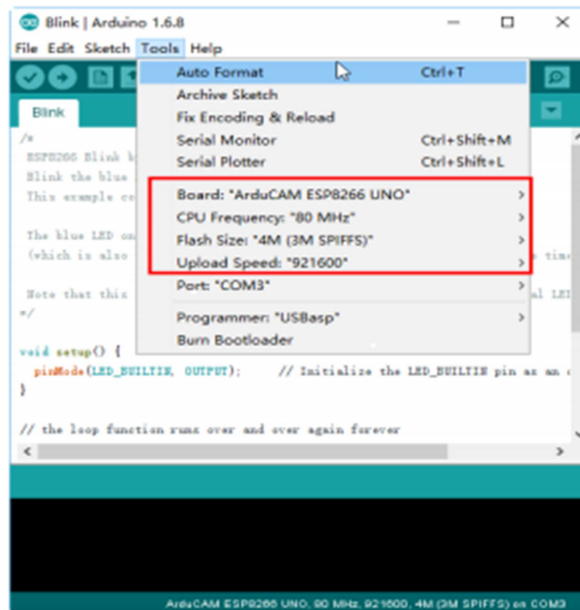 Blink | Arduino 1.6.8
File Edit Sketch Tools Help
Auto Format Ctrl+T
Archive Sketch
Fix Encoding & Reload
Serial Monitor Ctrl+Shift+M
Serial Plotter Ctrl+Shift+L
Board: "ArduCAM ESP8266 UNO"
CPU Frequency: "80 MHz"
Flash Size: "4M (3M SPIFFS)"
Upload Speed: "921600"
Port: "COM3"
Programmer: "USBasp"
Burn Bootloader
Blink
/*
ESP8266 Blink b
Blink the blue
This example co
The blue LED on
(which is also
Note that this
*/
void setup() {
pinMode(LED_BUILTIN, OUTPUT); // Initialize the LED_BUILTIN pin as an o
}
// the loop function runs over and over again forever
ArduCAM ESP8266 UNO, 80 MHz, 921600, 4M (3M SPIFFS) on COM3